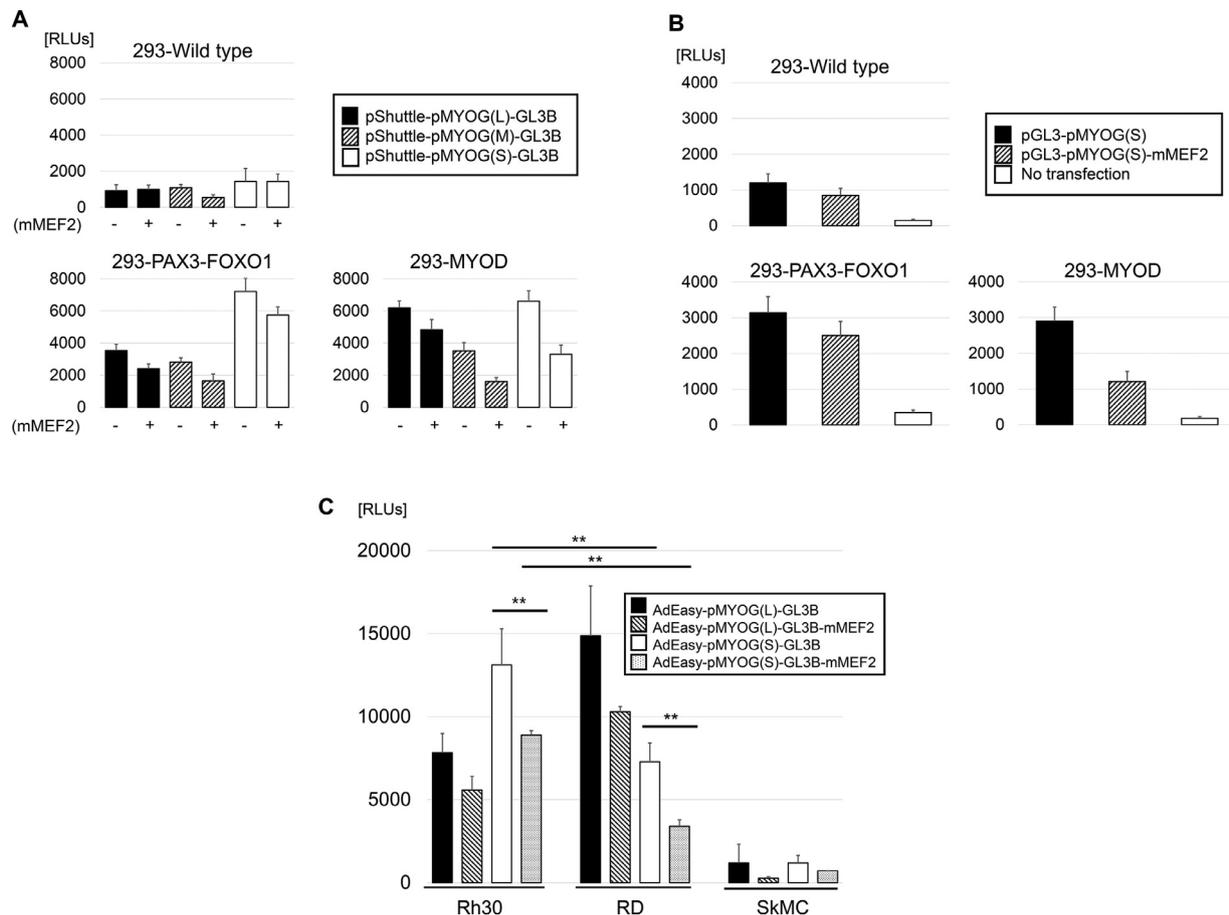 A
[RLUs]
293-Wild type
8000
6000
4000
2000
0
(mMEF2) - + - + - +
pShuttle-pMYOG(L)-GL3B
pShuttle-pMYOG(M)-GL3B
pShuttle-pMYOG(S)-GL3B
293-PAX3-FOXO1
8000
6000
4000
2000
0
(mMEF2) - + - + - +
293-MYOD
8000
6000
4000
2000
0
- + - + - +
B
[RLUs]
293-Wild type
4000
3000
2000
1000
0
pGL3-pMYOG(S)
pGL3-pMYOG(S)-mMEF2
No transfection
293-PAX3-FOXO1
4000
3000
2000
1000
0
293-MYOD
4000
3000
2000
1000
0
C
[RLUs]
20000
15000
10000
5000
0
**
**
**
**
AdEasy-pMYOG(L)-GL3B
AdEasy-pMYOG(L)-GL3B-mMEF2
AdEasy-pMYOG(S)-GL3B
AdEasy-pMYOG(S)-GL3B-mMEF2
Rh30 RD SkMC